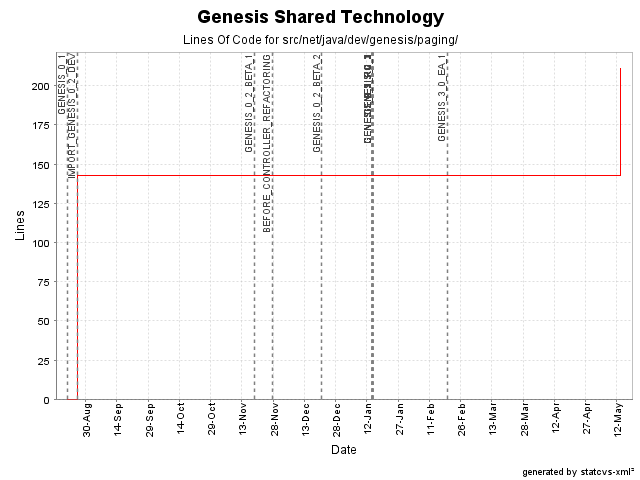 Genesis Shared Technology
Lines Of Code for src/net/java/dev/genesis/paging/
GENESIS_0_1
IMPORT_GENESIS_0_2_DEV
GENESIS_0_2_BETA_1
BEFORE_CONTROLLER_REFACTORING
GENESIS_0_2_BETA_2
GENESIS_3_0_EA_1
Lines
200
175
150
125
100
75
50
25
0
30-Aug
14-Sep
29-Sep
14-Oct
29-Oct
13-Nov
28-Nov
13-Dec
28-Dec
12-Jan
27-Jan
11-Feb
26-Feb
13-Mar
28-Mar
12-Apr
27-Apr
12-May
Date
generated by statcvs-xml²